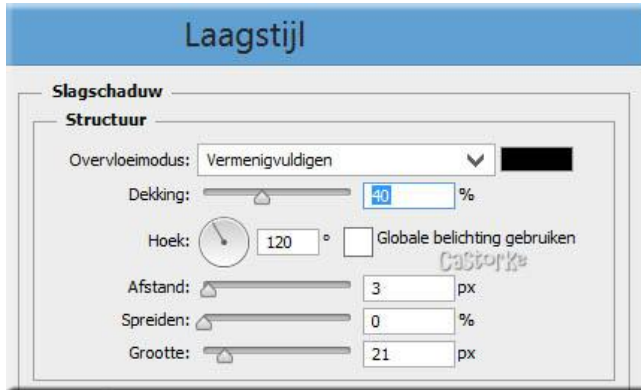 Laagstijl
Slagschaduw
Structuur
Overvloeimodus: Vermenigvuldigen
Dekking: 40 %
Hoek: 120 ° Globale belichting gebruiken
CaStorKe
Afstand: 3 px
Spreiden: 0 %
Grootte: 21 px